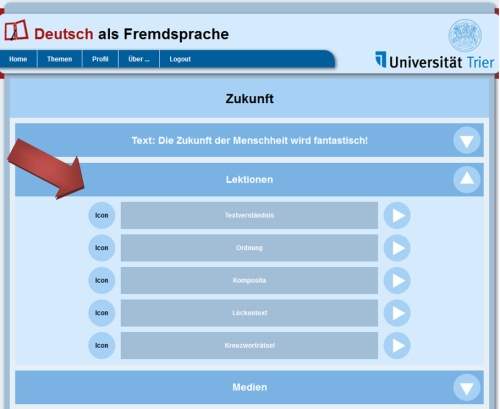 Deutsch als Fremdsprache
Home Themen Profil Über ... Logout
Universität Trier
Zukunft
Text: Die Zukunft der Menschheit wird fantastisch!
Lektionen
Icon Textverständnis
Icon Ordnung
Icon Komposita
Icon Lückentext
Icon Kreuzworträtsel
Medien